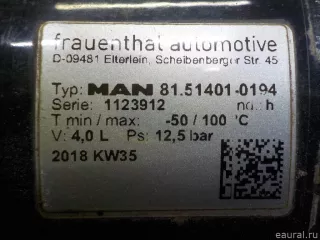 frauenthal automotive
D-09481 Elterlein, Scheibenberger Str. 45
Typ: MAN 81.51401-0194
Serie: 1123912
T min / max: -50 / 100 °C
V: 4,0 L Ps: 12,5 bar
2018 KW35
eaural.ru